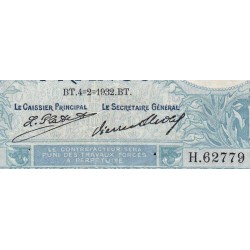 BT. 4=2=1932. BT.
LE CAISSIER PRINCIPAL LE SECRÉTAIRE GÉNÉRAL
LE CONTREFACTEUR SERA
PUNI DES TRAVAUX FORCÉS
À PERPÉTUITÉ
H.62779